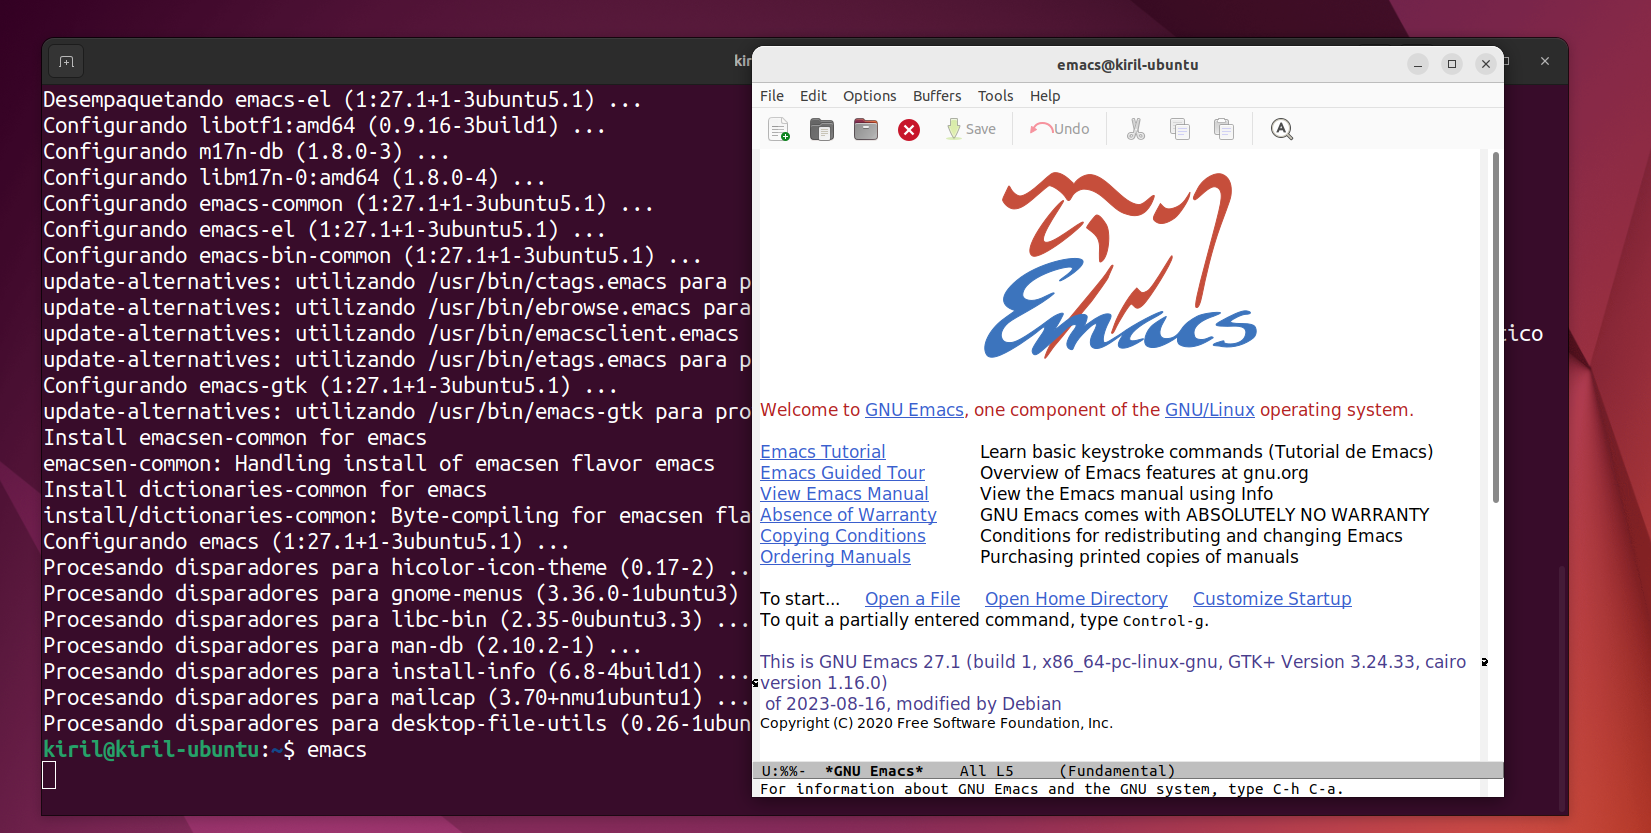 kir
Desempaquetando emacs-el (1:27.1+1-3ubuntu5.1) ...
Configurando libotf1:amd64 (0.9.16-3build1) ...
Configurando m17n-db (1.8.0-3) ...
Configurando libm17n-0:amd64 (1.8.0-4) ...
Configurando emacs-common (1:27.1+1-3ubuntu5.1) ...
Configurando emacs-el (1:27.1+1-3ubuntu5.1) ...
Configurando emacs-bin-common (1:27.1+1-3ubuntu5.1) ...
update-alternatives: utilizando /usr/bin/ctags.emacs para p
update-alternatives: utilizando /usr/bin/ebrowse.emacs para
update-alternatives: utilizando /usr/bin/emacsclient.emacs
tico
update-alternatives: utilizando /usr/bin/etags.emacs para p
Configurando emacs-gtk (1:27.1+1-3ubuntu5.1) ...
update-alternatives: utilizando /usr/bin/emacs-gtk para pro
Install emacsen-common for emacs
emacsen-common: Handling install of emacsen flavor emacs
Install dictionaries-common for emacs
install/dictionaries-common: Byte-compiling for emacsen fla
Configurando emacs (1:27.1+1-3ubuntu5.1) ...
Procesando disparadores para hicolor-icon-theme (0.17-2) ..
Procesando disparadores para gnome-menus (3.36.0-1ubuntu3)
Procesando disparadores para libc-bin (2.35-0ubuntu3.3) ...
Procesando disparadores para man-db (2.10.2-1) ...
Procesando disparadores para install-info (6.8-4build1) ...
Procesando disparadores para mailcap (3.70+nmu1ubuntu1) ...
Procesando disparadores para desktop-file-utils (0.26-1ubun
kiril@kiril-ubuntu:~$ emacs
emacs@kiril-ubuntu
File Edit Options Buffers Tools Help
Save Undo
Emacs
Welcome to GNU Emacs, one component of the GNU/Linux operating system.
Emacs Tutorial Learn basic keystroke commands (Tutorial de Emacs)
Emacs Guided Tour Overview of Emacs features at gnu.org
View Emacs Manual View the Emacs manual using Info
Absence of Warranty GNU Emacs comes with ABSOLUTELY NO WARRANTY
Copying Conditions Conditions for redistributing and changing Emacs
Ordering Manuals Purchasing printed copies of manuals
To start... Open a File Open Home Directory Customize Startup
To quit a partially entered command, type Control-g.
This is GNU Emacs 27.1 (build 1, x86_64-pc-linux-gnu, GTK+ Version 3.24.33, cairo
version 1.16.0)
of 2023-08-16, modified by Debian
Copyright (C) 2020 Free Software Foundation, Inc.
U:%%- *GNU Emacs* All L5 (Fundamental)
For information about GNU Emacs and the GNU system, type C-h C-a.